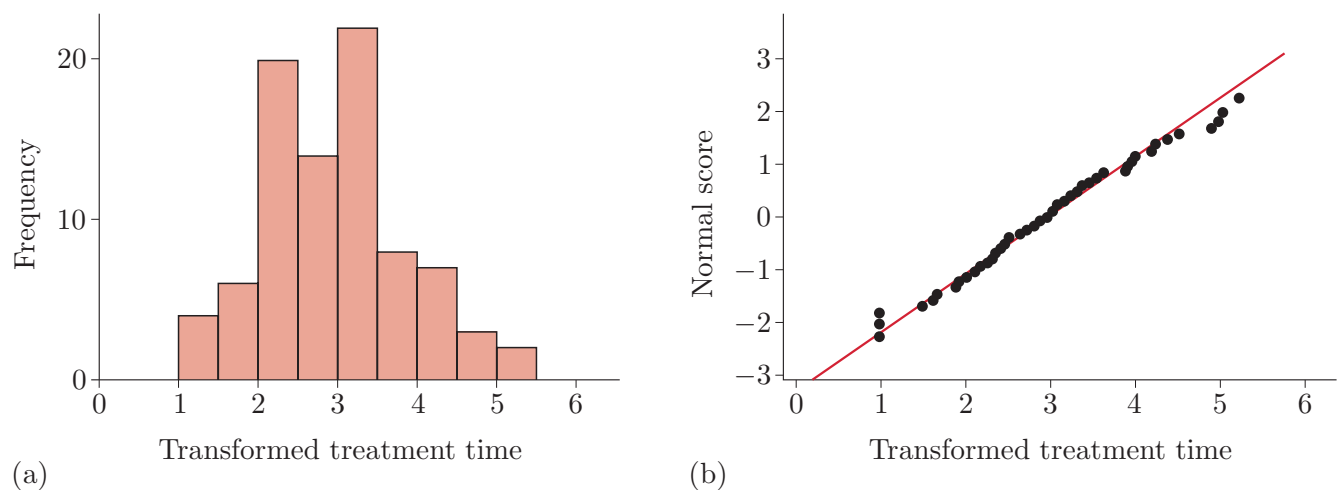 20
10
0
Frequency
0 1 2 3 4 5 6
Transformed treatment time
(a)
3
2
1
0
−1
−2
−3
Normal score
0 1 2 3 4 5 6
Transformed treatment time
(b)